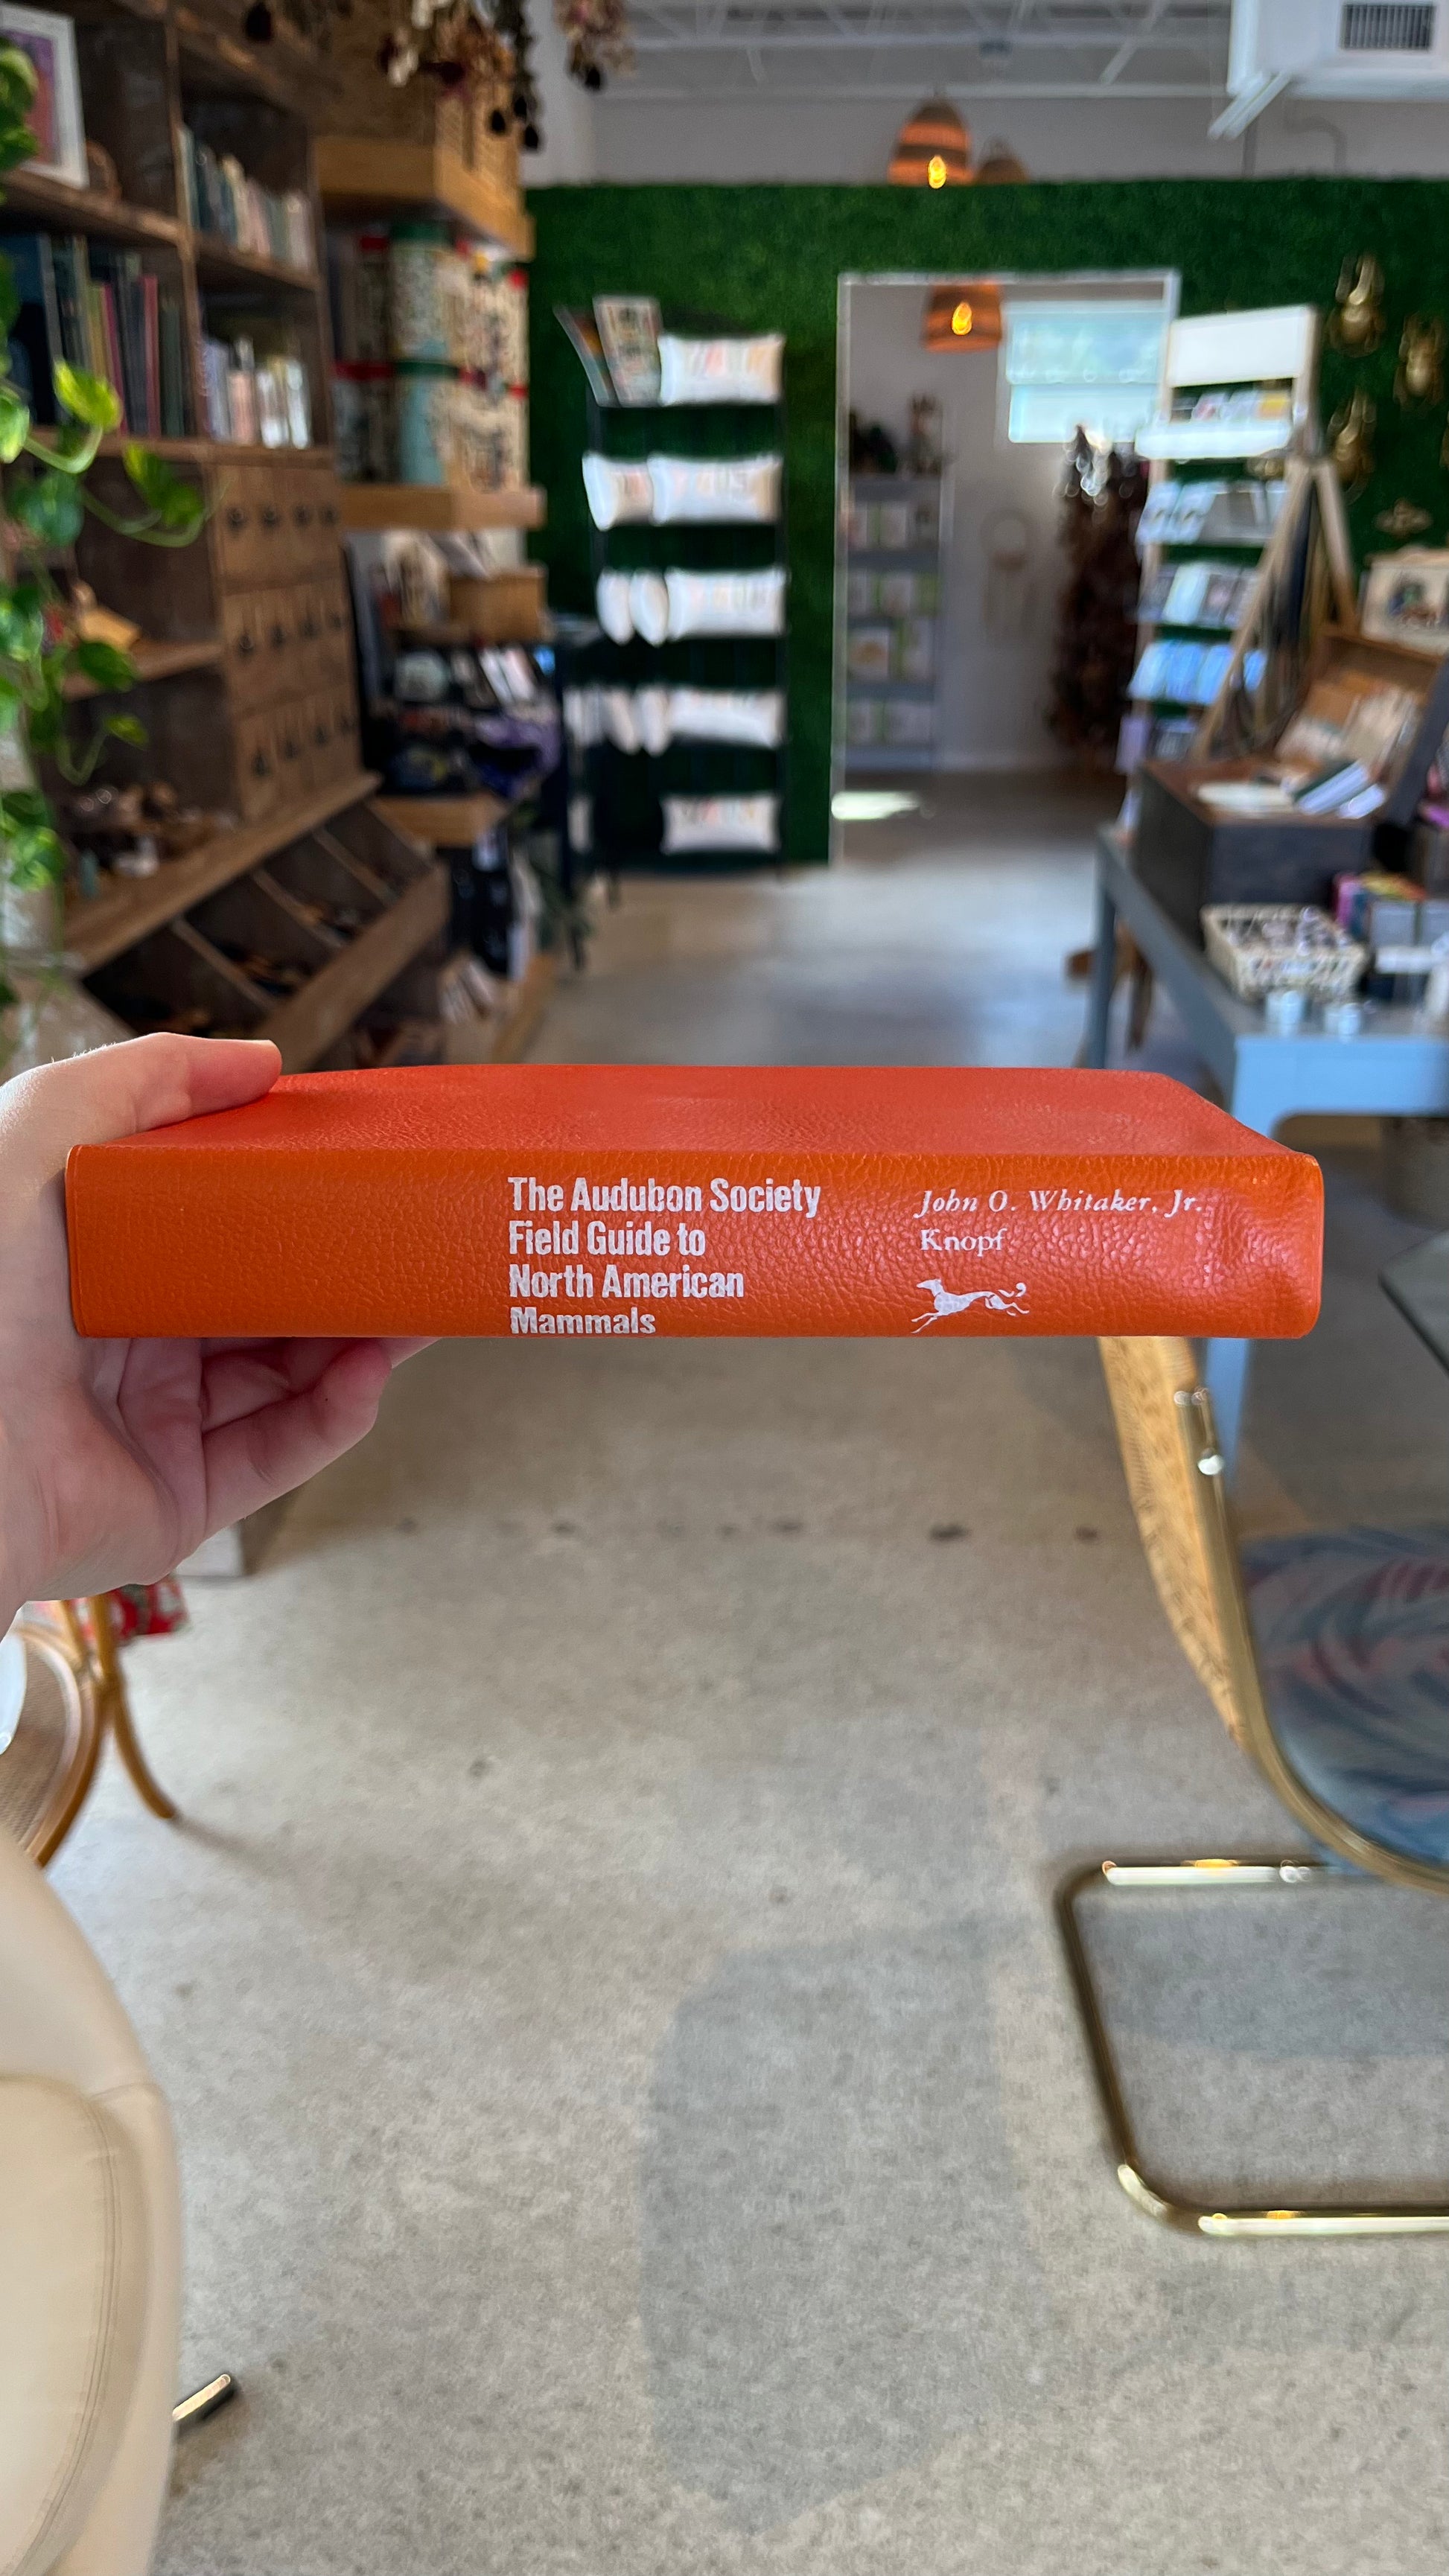 The Audubon Society
Field Guide to
North American
Mammals
John O. Whitaker, Jr.
Knopf